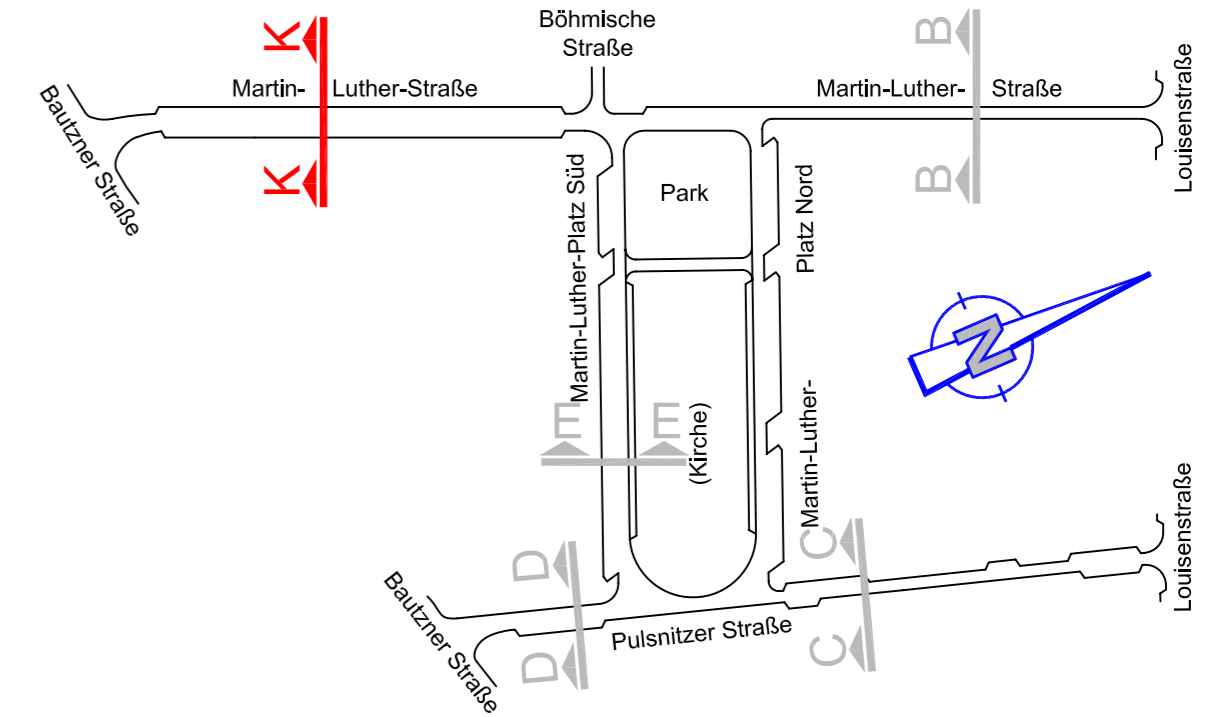 Böhmische
Straße
K
B
Martin- Luther-Straße
Martin-Luther- Straße
Louisenstraße
Bautzner Straße
K
B
Martin-Luther-Platz Süd
Park
Platz Nord
N
E E
(Kirche)
Martin-Luther-
D
C
Louisenstraße
Bautzner Straße
Pulsnitzer Straße
D
C